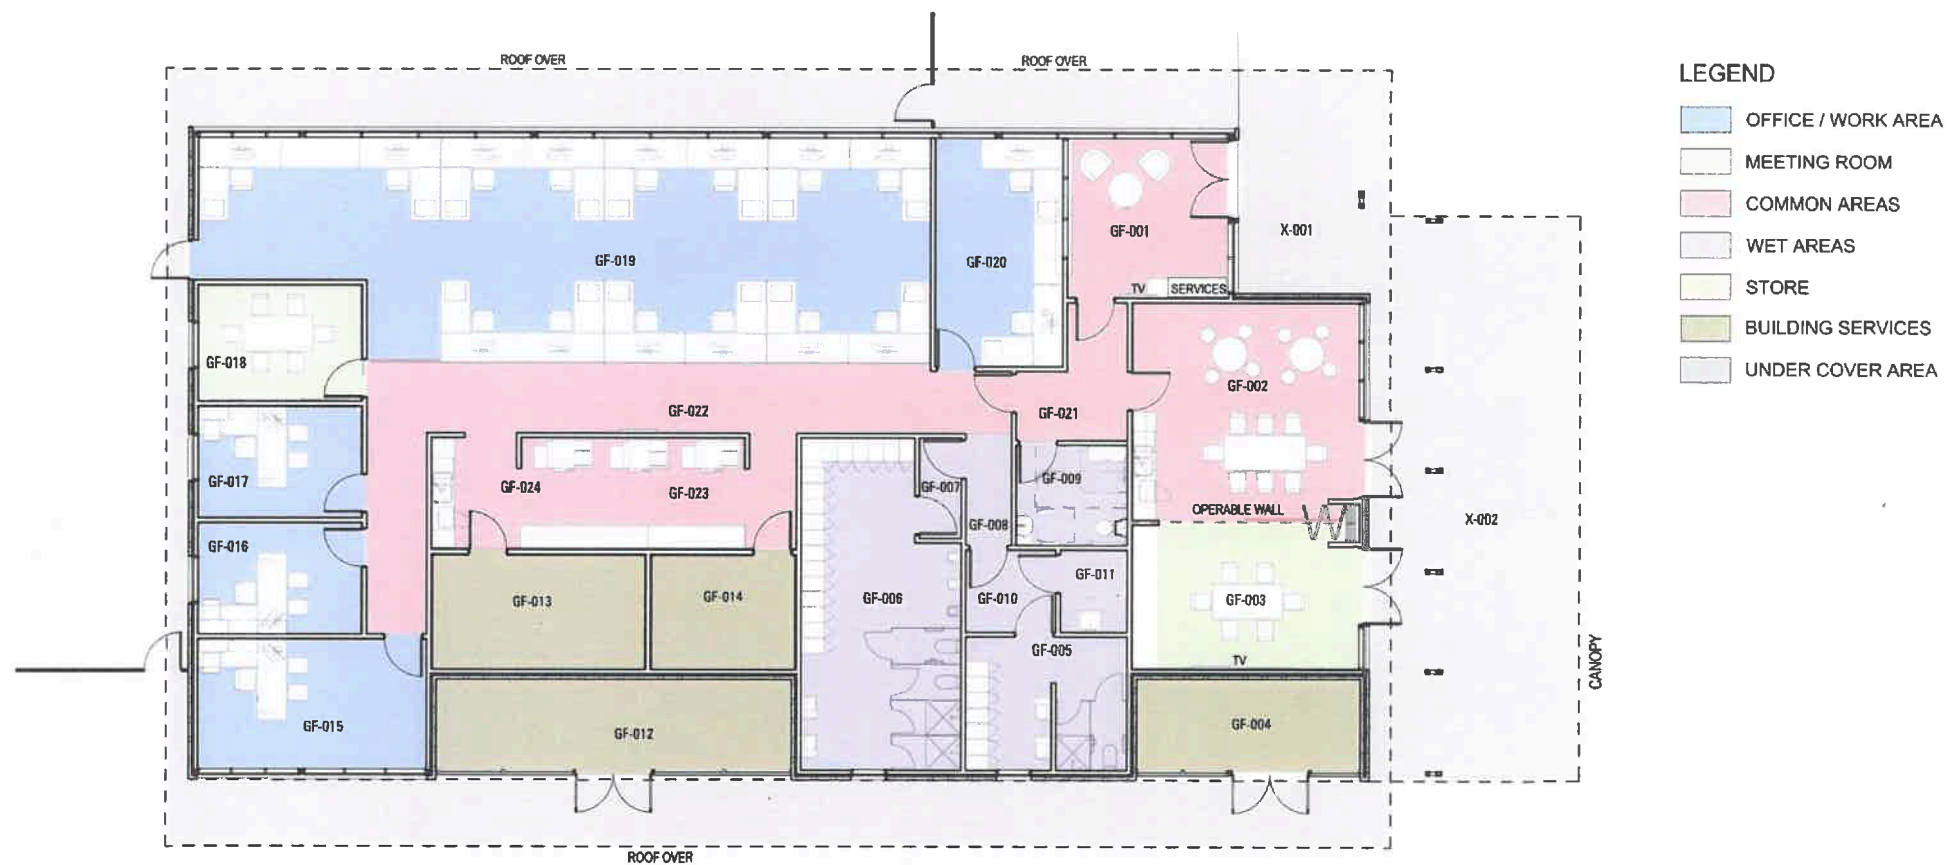 ROOF OVER
ROOF OVER
LEGEND
OFFICE / WORK AREA
MEETING ROOM
COMMON AREAS
WET AREAS
STORE
BUILDING SERVICES
UNDER COVER AREA
GF-001
X-001
GF-019
GF-020
TV
SERVICES
GF-018
GF-002
GF-022
GF-021
GF-017
GF-024
GF-023
GF-007
GF-009
OPERABLE WALL
X-002
GF-008
GF-016
GF-011
GF-013
GF-014
GF-006
GF-010
GF-003
GF-005
TV
CANOPY
GF-015
GF-012
GF-004
ROOF OVER